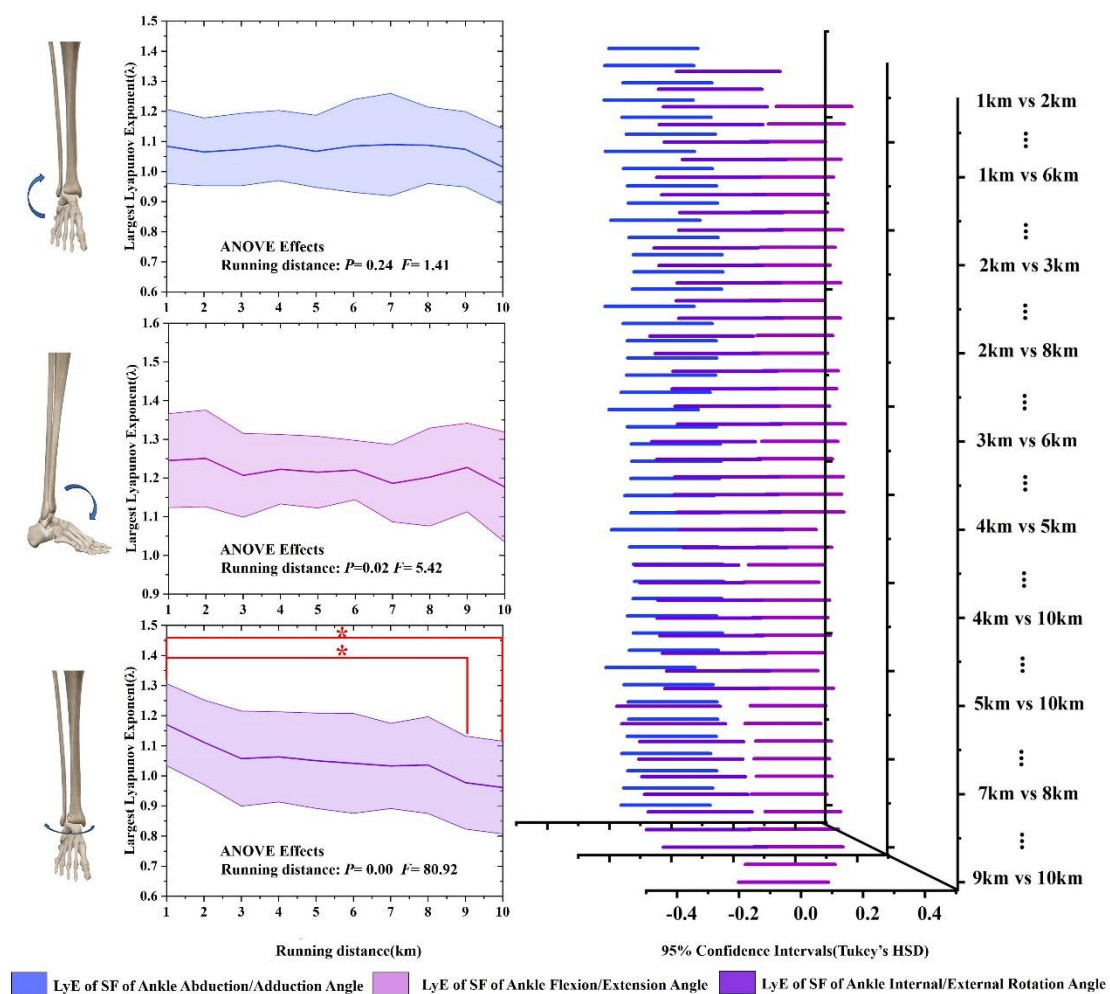 1.5
1.4
1.3
1.2
1.1
1.0
0.9
0.8
0.7
0.6
Largest Lyapunov Exponent(λ)
ANOVE Effects
Running distance: P= 0.24 F= 1.41
1 2 3 4 5 6 7 8 9 10
1.6
1.5
1.4
1.3
1.2
1.1
1.0
0.9
Largest Lyapunov Exponent(λ)
ANOVE Effects
Running distance: P=0.02 F= 5.42
1 2 3 4 5 6 7 8 9 10
1.5
1.4
1.3
1.2
1.1
1.0
0.9
0.8
0.7
0.6
Largest Lyapunov Exponent(λ)
*
*
ANOVE Effects
Running distance: P= 0.00 F= 80.92
1 2 3 4 5 6 7 8 9 10
Running distance(km)
1km vs 2km
⋮
1km vs 6km
⋮
2km vs 3km
⋮
2km vs 8km
⋮
3km vs 6km
⋮
4km vs 5km
⋮
4km vs 10km
⋮
5km vs 10km
⋮
7km vs 8km
⋮
9km vs 10km
-0.4 -0.2 0.0 0.2 0.4
95% Confidence Intervals(Tukey's HSD)
LyE of SF of Ankle Abduction/Adduction Angle LyE of SF of Ankle Flexion/Extension Angle LyE of SF of Ankle Internal/External Rotation Angle